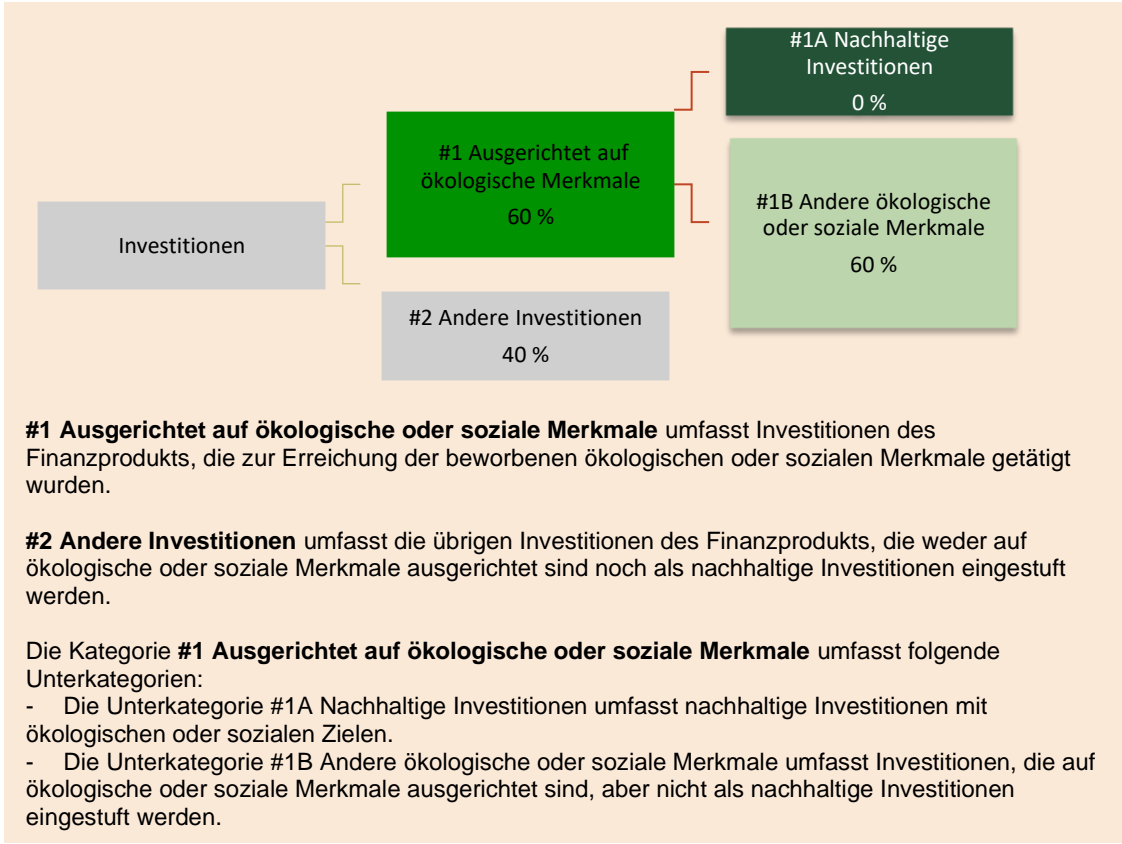 #1A Nachhaltige
Investitionen
0 %
#1 Ausgerichtet auf
ökologische Merkmale
60 %
#1B Andere ökologische
oder soziale Merkmale
60 %
Investitionen
#2 Andere Investitionen
40 %
#1 Ausgerichtet auf ökologische oder soziale Merkmale umfasst Investitionen des
Finanzprodukts, die zur Erreichung der beworbenen ökologischen oder sozialen Merkmale getätigt
wurden.
#2 Andere Investitionen umfasst die übrigen Investitionen des Finanzprodukts, die weder auf
ökologische oder soziale Merkmale ausgerichtet sind noch als nachhaltige Investitionen eingestuft
werden.
Die Kategorie #1 Ausgerichtet auf ökologische oder soziale Merkmale umfasst folgende
Unterkategorien:
- Die Unterkategorie #1A Nachhaltige Investitionen umfasst nachhaltige Investitionen mit
ökologischen oder sozialen Zielen.
- Die Unterkategorie #1B Andere ökologische oder soziale Merkmale umfasst Investitionen, die auf
ökologische oder soziale Merkmale ausgerichtet sind, aber nicht als nachhaltige Investitionen
eingestuft werden.